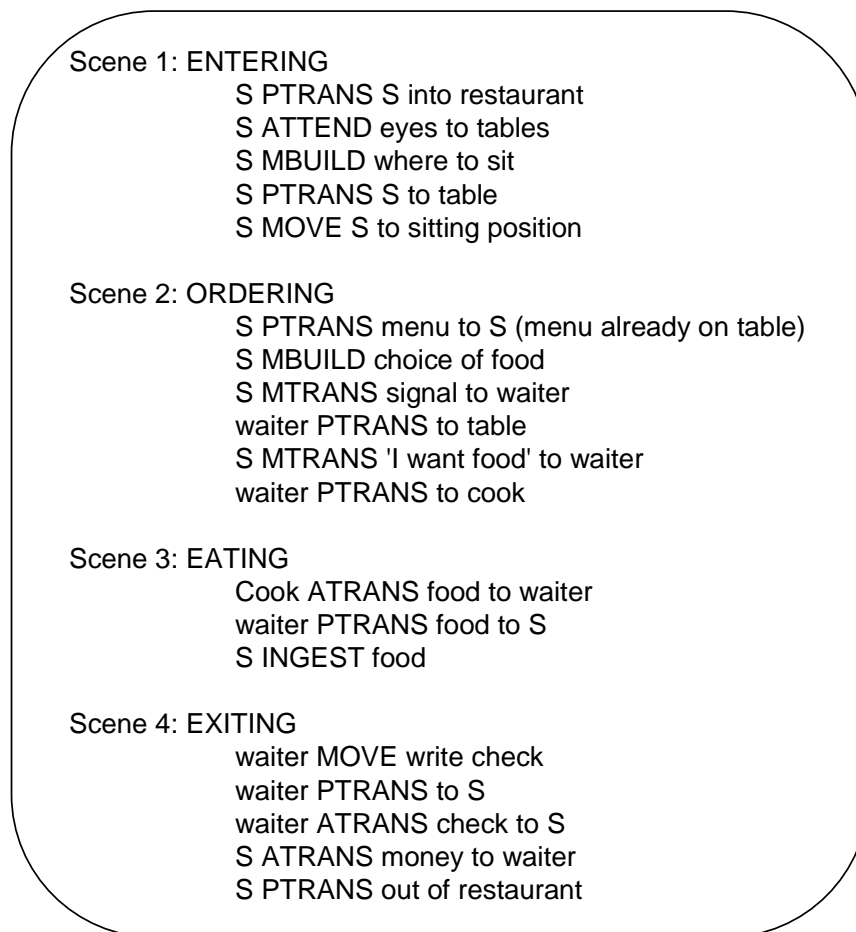 Scene 1: ENTERING
S PTRANS S into restaurant
S ATTEND eyes to tables
S MBUILD where to sit
S PTRANS S to table
S MOVE S to sitting position
Scene 2: ORDERING
S PTRANS menu to S (menu already on table)
S MBUILD choice of food
S MTRANS signal to waiter
waiter PTRANS to table
S MTRANS 'I want food' to waiter
waiter PTRANS to cook
Scene 3: EATING
Cook ATRANS food to waiter
waiter PTRANS food to S
S INGEST food
Scene 4: EXITING
waiter MOVE write check
waiter PTRANS to S
waiter ATRANS check to S
S ATRANS money to waiter
S PTRANS out of restaurant